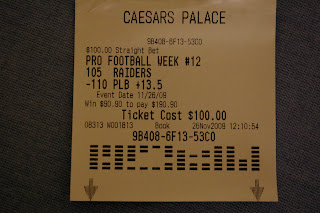 CAESARS PALACE
9B408-6F13-53C0
$100.00 Straight Bet
PRO FOOTBALL WEEK #12
105 RAIDERS
-110 PLB +13.5
Event Date 11/26/09
Win $90.90 to pay $190.90
Ticket Cost $100.00
08313 W001813 Book 26Nov2009 12:10:54
9B408-6F13-53C0